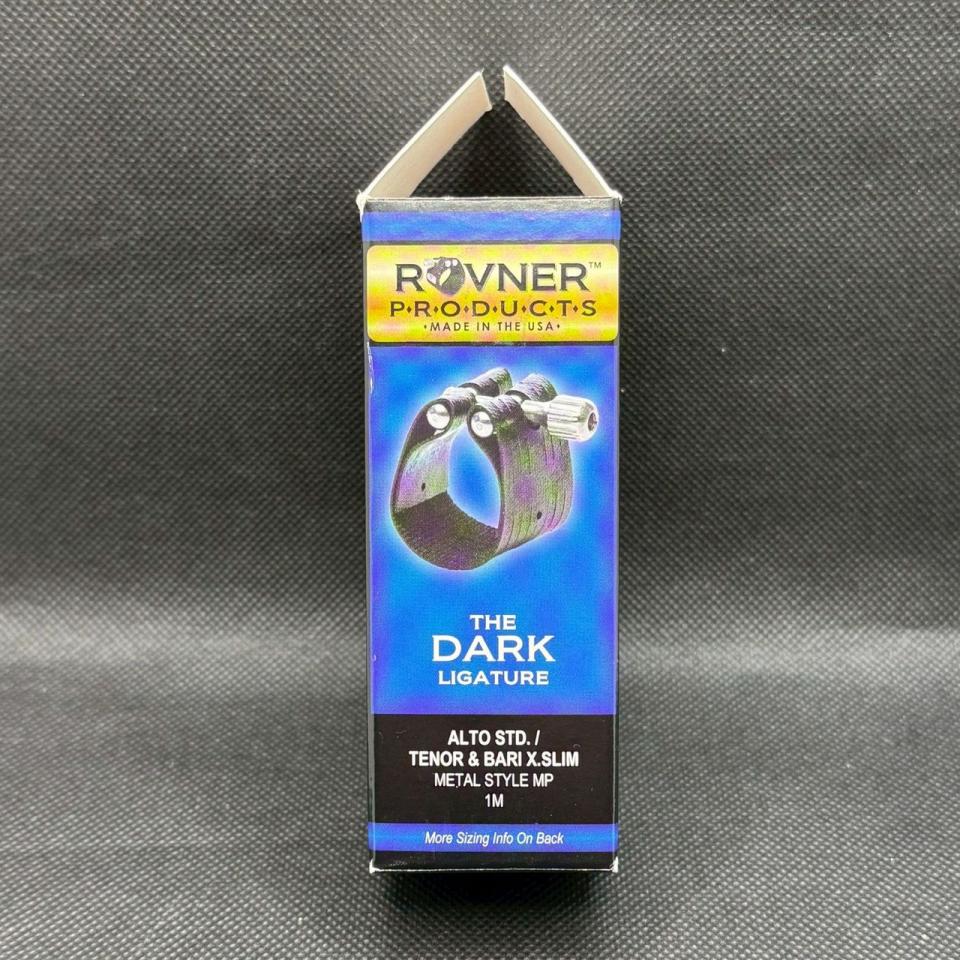 ROVNER™
P•R•O•D•U•C•T•S
•MADE IN THE USA•
THE
DARK
LIGATURE
ALTO STD. /
TENOR & BARI X.SLIM
METAL STYLE MP
1M
More Sizing Info On Back